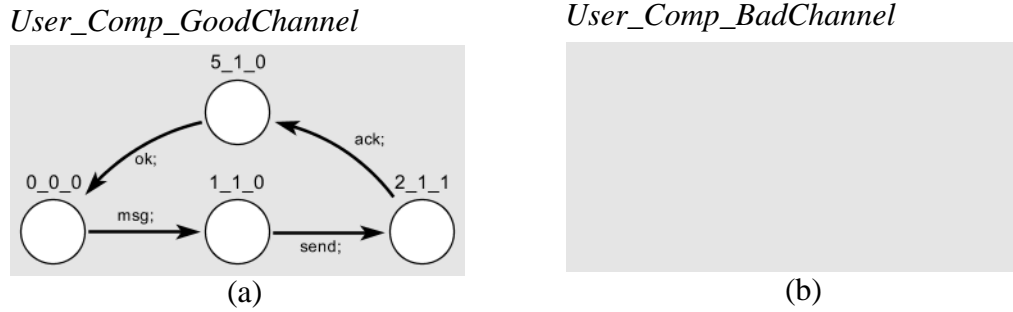 User_Comp_GoodChannel
5_1_0
ok;
ack;
0_0_0
1_1_0
2_1_1
msg;
send;
(a)
User_Comp_BadChannel
(b)